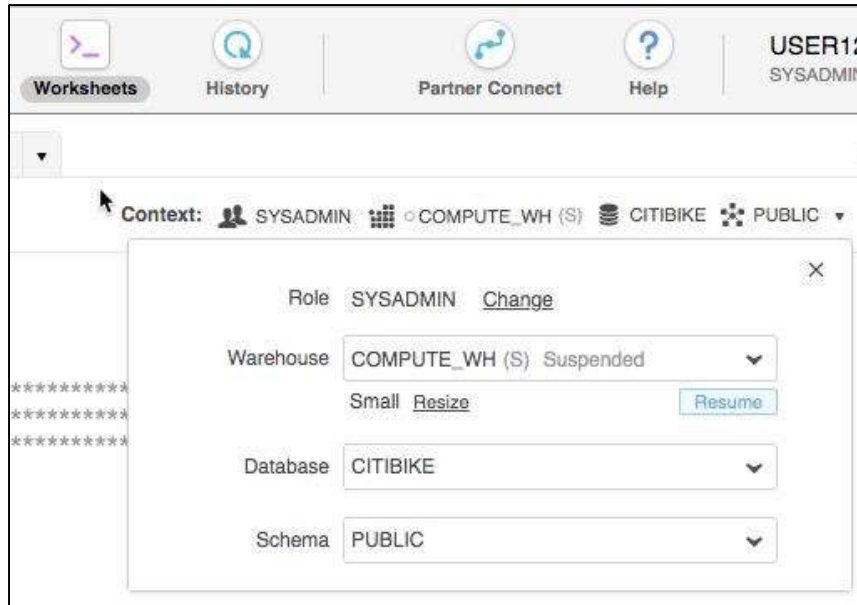 USER12
SYSADMIN
Worksheets
History
Partner Connect
Help
Context: SYSADMIN COMPUTE_WH (S) CITIBIKE PUBLIC
Role SYSADMIN Change
Warehouse COMPUTE_WH (S) Suspended
Small Resize Resume
***********
***********
***********
Database CITIBIKE
Schema PUBLIC